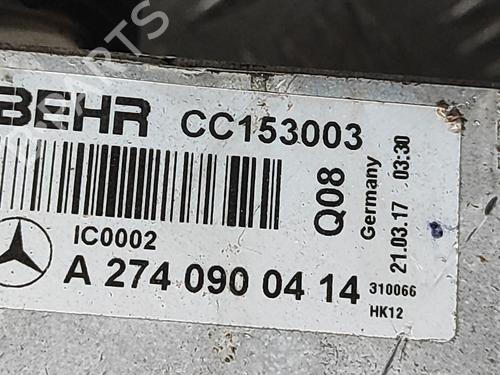 BEHR CC153003
IC0002
A 274 090 04 14
310066
HK12
Q08
Germany
21.03.17 03:30